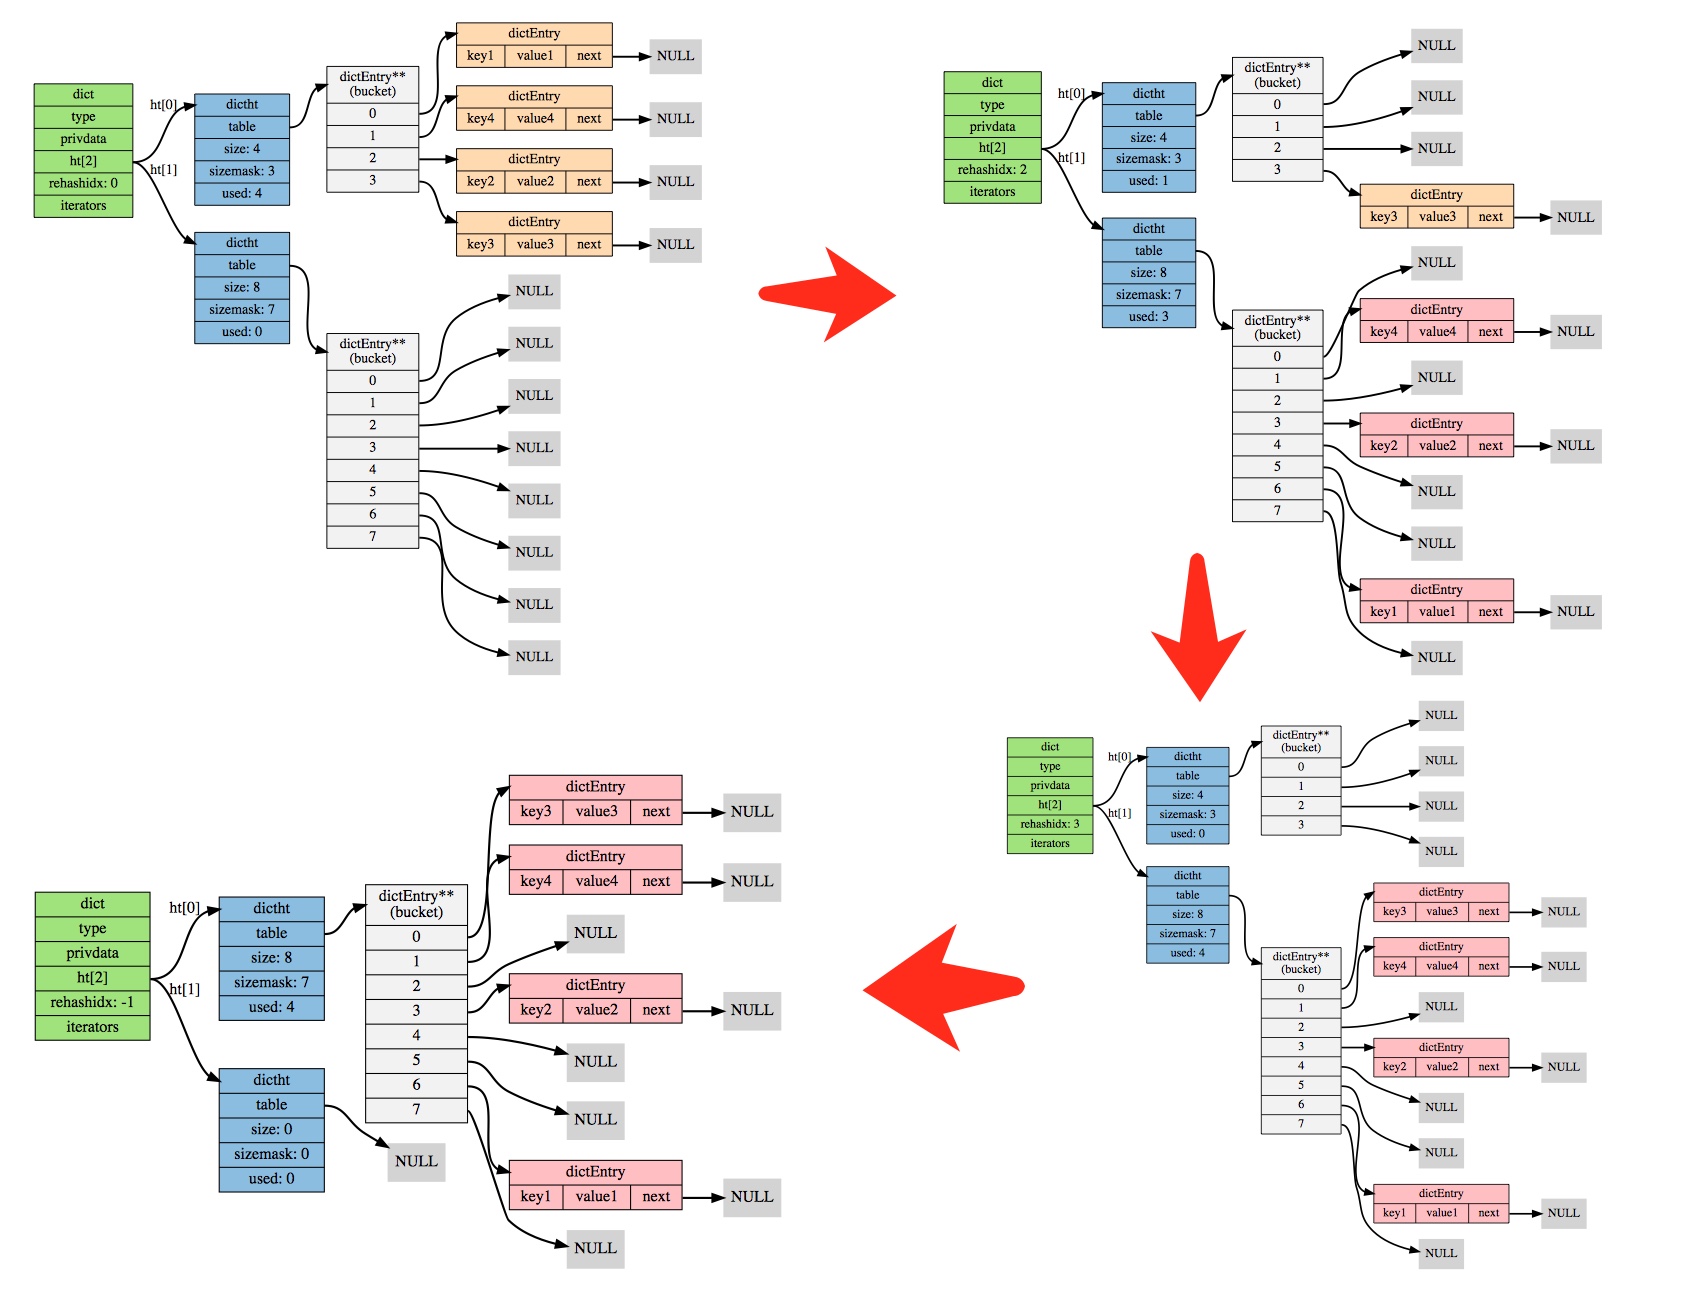 dict
type
privdata
ht[2]
rehashidx: 0
iterators
ht[0]
ht[1]
dictht
table
size: 4
sizemask: 3
used: 4
dictht
table
size: 8
sizemask: 7
used: 0
dictEntry**
(bucket)
0
1
2
3
dictEntry
key1 value1 next
NULL
dictEntry
key4 value4 next
NULL
dictEntry
key2 value2 next
NULL
dictEntry
key3 value3 next
NULL
dictEntry**
(bucket)
0
1
2
3
4
5
6
7
NULL
NULL
NULL
NULL
NULL
NULL
NULL
NULL
dict
type
privdata
ht[2]
rehashidx: 2
iterators
ht[0]
ht[1]
dictht
table
size: 4
sizemask: 3
used: 1
dictht
table
size: 8
sizemask: 7
used: 3
dictEntry**
(bucket)
0
1
2
3
NULL
NULL
NULL
dictEntry
key3 value3 next
NULL
dictEntry**
(bucket)
0
1
2
3
4
5
6
7
NULL
dictEntry
key4 value4 next
NULL
NULL
dictEntry
key2 value2 next
NULL
NULL
NULL
dictEntry
key1 value1 next
NULL
NULL
dict
type
privdata
ht[2]
rehashidx: 3
iterators
ht[0]
ht[1]
dictht
table
size: 4
sizemask: 3
used: 0
dictht
table
size: 8
sizemask: 7
used: 4
dictEntry**
(bucket)
0
1
2
3
NULL
NULL
NULL
NULL
dictEntry**
(bucket)
0
1
2
3
4
5
6
7
dictEntry
key3 value3 next
NULL
dictEntry
key4 value4 next
NULL
NULL
dictEntry
key2 value2 next
NULL
NULL
NULL
dictEntry
key1 value1 next
NULL
NULL
dict
type
privdata
ht[2]
rehashidx: -1
iterators
ht[0]
ht[1]
dictht
table
size: 8
sizemask: 7
used: 4
dictht
table
size: 0
sizemask: 0
used: 0
NULL
dictEntry**
(bucket)
0
1
2
3
4
5
6
7
dictEntry
key3 value3 next
NULL
dictEntry
key4 value4 next
NULL
NULL
dictEntry
key2 value2 next
NULL
NULL
NULL
dictEntry
key1 value1 next
NULL
NULL